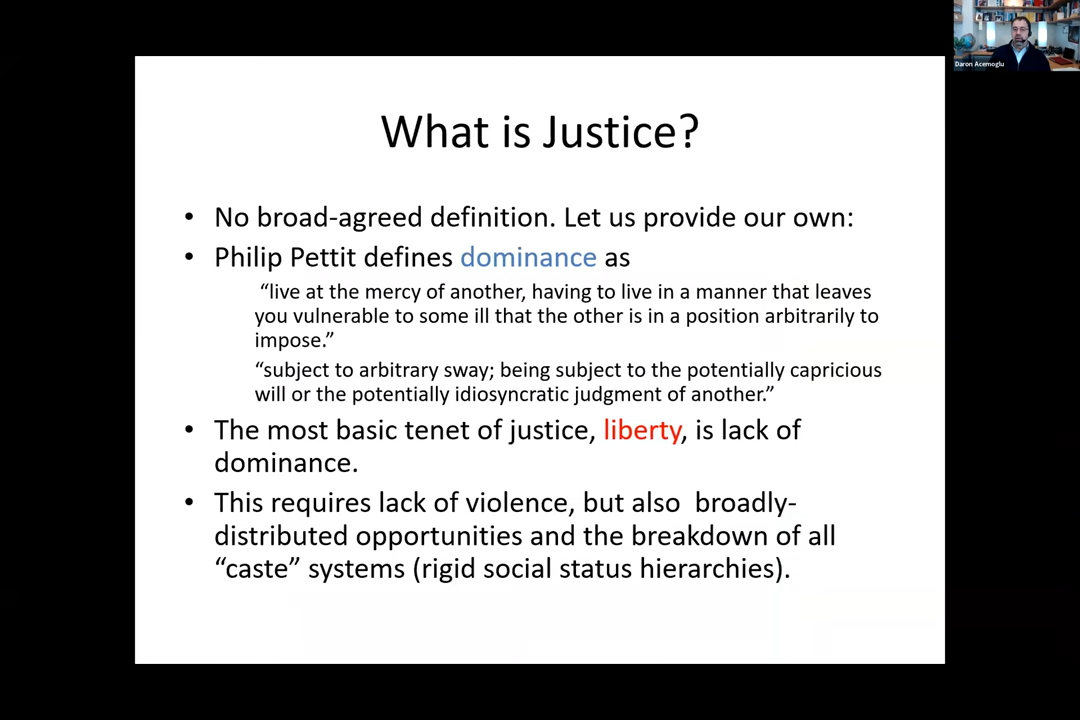 Daron Acemoglu
What is Justice?
• No broad-agreed definition. Let us provide our own:
• Philip Pettit defines dominance as
“live at the mercy of another, having to live in a manner that leaves
you vulnerable to some ill that the other is in a position arbitrarily to
impose.”
“subject to arbitrary sway; being subject to the potentially capricious
will or the potentially idiosyncratic judgment of another.”
• The most basic tenet of justice, liberty, is lack of
dominance.
• This requires lack of violence, but also  broadly-
distributed opportunities and the breakdown of all
“caste” systems (rigid social status hierarchies).